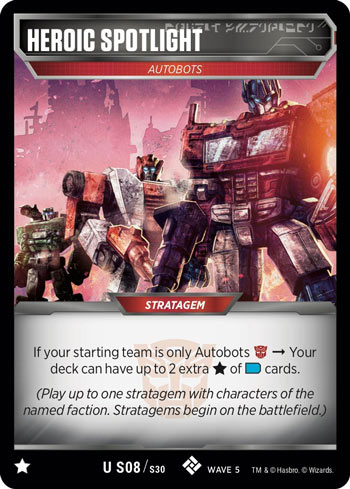 HEROIC SPOTLIGHT
AUTOBOTS
STRATAGEM
If your starting team is only Autobots → Your
deck can have up to 2 extra ★ of cards.
(Play up to one stratagem with characters of the
named faction. Stratagems begin on the battlefield.)
U S08/S30 WAVE 5 TM & © Hasbro. © Wizards.